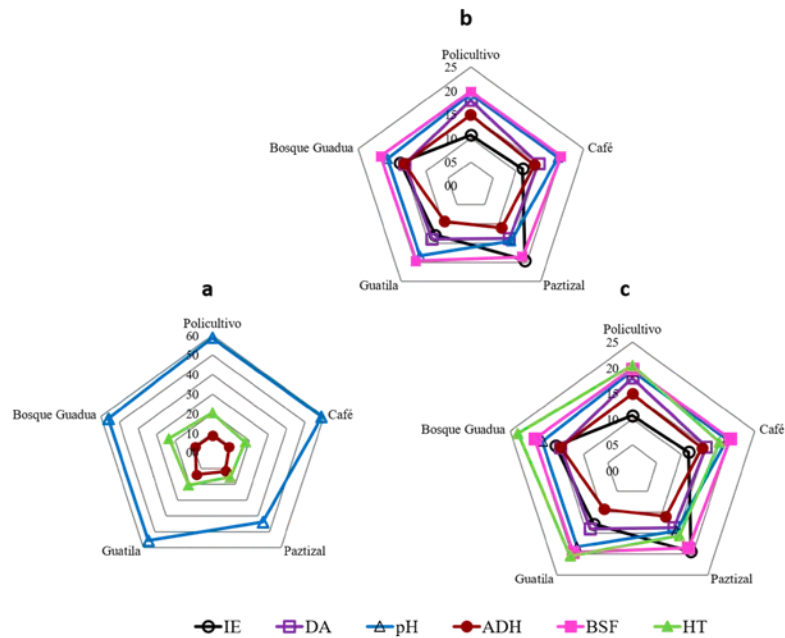 b
Policultivo
25
20
15
10
05
00
Bosque Guadua
Café
Guatila
Paztizal
a
Policultivo
60
50
40
30
20
10
0
Bosque Guadua
Café
Guatila
Paztizal
c
Policultivo
25
20
15
10
05
00
Bosque Guadua
Café
Guatila
Paztizal
IE DA pH ADH BSF HT